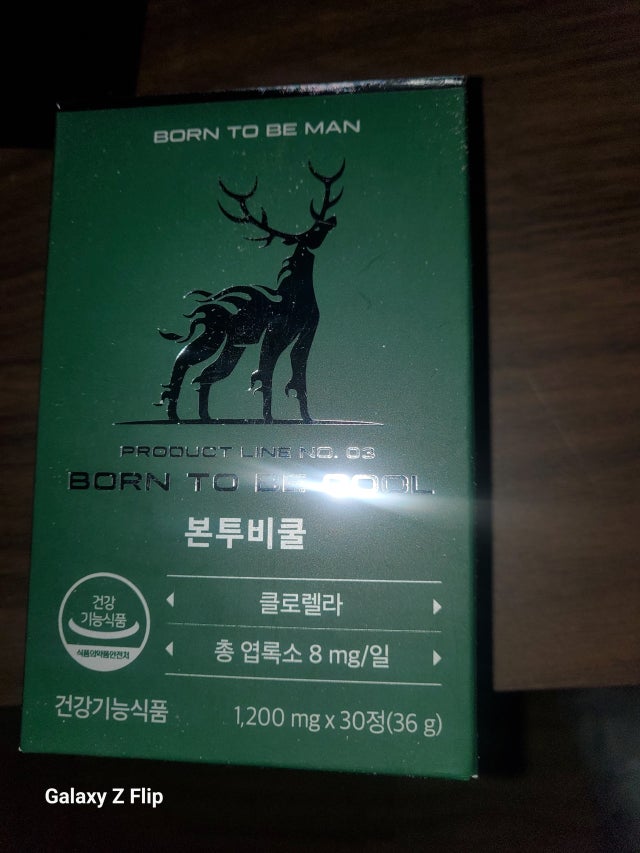 BORN TO BE MAN
PRODUCT LINE NO. 03
BORN TO BE COOL
본투비쿨
건강
기능식품
식품의약품안전처
클로렐라
총 엽록소 8 mg/일
건강기능식품
1,200 mg x 30정(36 g)
Galaxy Z Flip